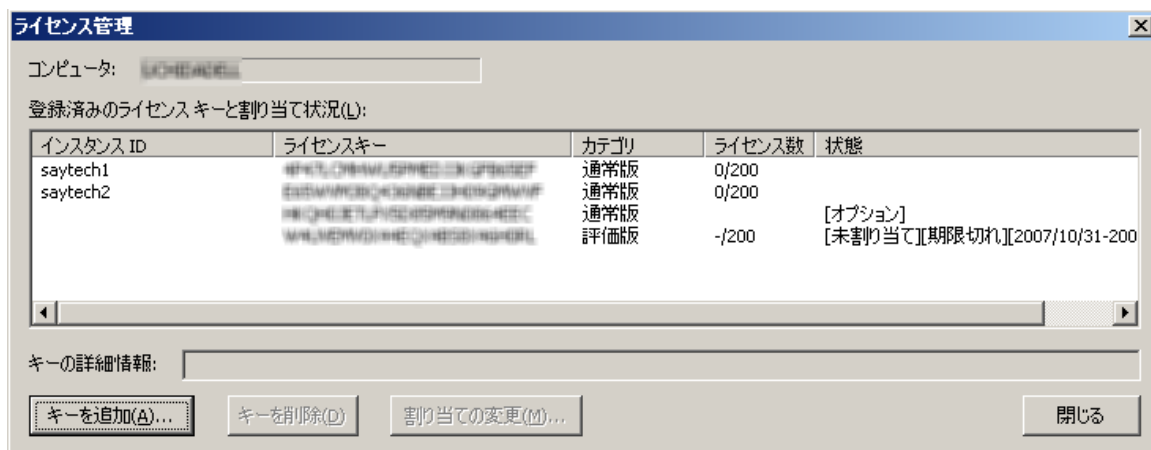 ライセンス管理
コンピュータ:
登録済みのライセンス キーと割り当て状況(L):
インスタンス ID ライセンスキー カテゴリ ライセンス数 状態
saytech1 通常版 0/200
saytech2 通常版 0/200
通常版 [オプション]
評価版 -/200 [未割り当て][期限切れ][2007/10/31-200
キーの詳細情報:
キーを追加(A)... キーを削除(D) 割り当ての変更(M)... 閉じる